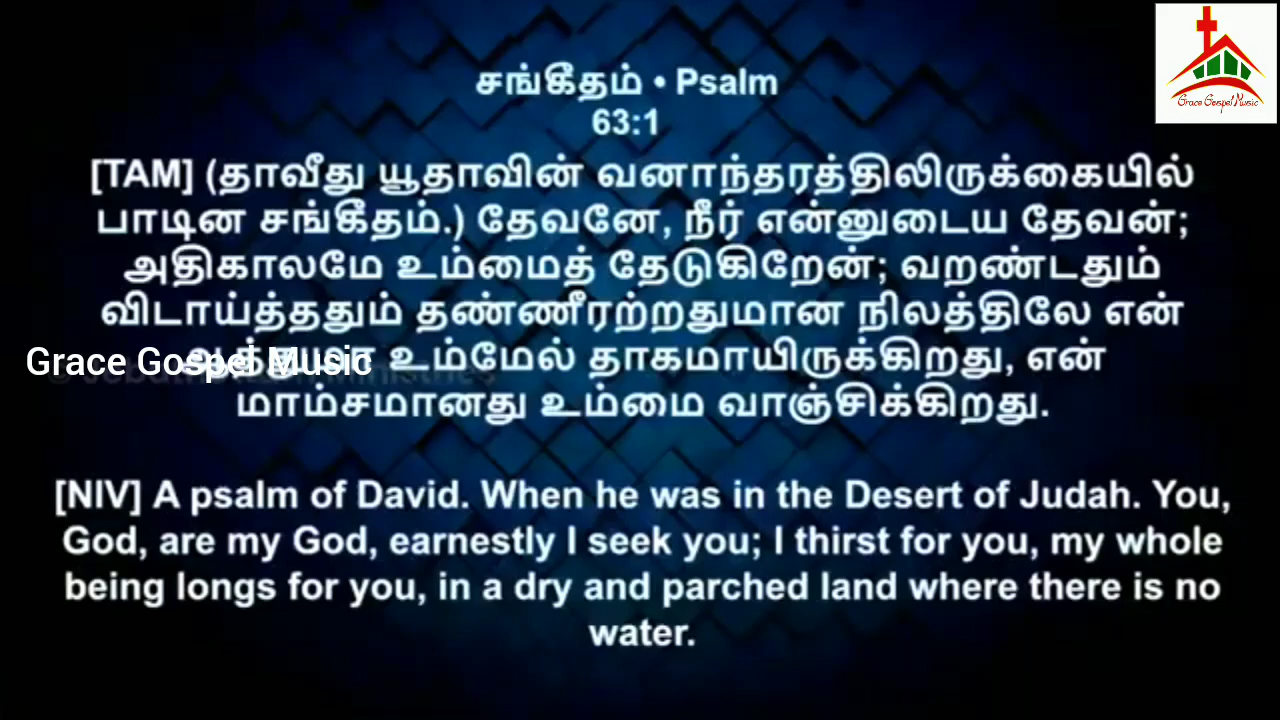 Grace Gospel Music
சங்கீதம் • Psalm
63:1
[TAM] (தாவீது யூதாவின் வனாந்தரத்திலிருக்கையில்
பாடின சங்கீதம்.) தேவனே, நீர் என்னுடைய தேவன்;
அதிகாலமே உம்மைத் தேடுகிறேன்; வறண்டதும்
விடாய்த்ததும் தண்ணீரற்றதுமான நிலத்திலே என்
Grace Gospel Music
உம்மேல் தாகமாயிருக்கிறது, என்
மாம்சமானது உம்மை வாஞ்சிக்கிறது.
[NIV] A psalm of David. When he was in the Desert of Judah. You,
God, are my God, earnestly I seek you; I thirst for you, my whole
being longs for you, in a dry and parched land where there is no
water.